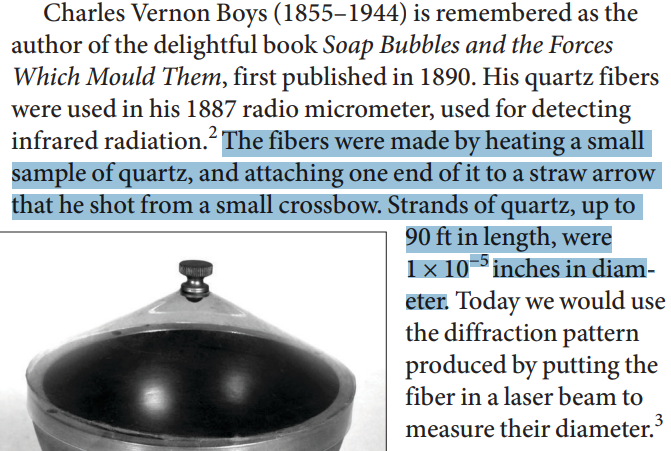 Charles Vernon Boys (1855–1944) is remembered as the
author of the delightful book Soap Bubbles and the Forces
Which Mould Them, first published in 1890. His quartz fibers
were used in his 1887 radio micrometer, used for detecting
infrared radiation.² The fibers were made by heating a small
sample of quartz, and attaching one end of it to a straw arrow
that he shot from a small crossbow. Strands of quartz, up to
90 ft in length, were
1 × 10⁻⁵ inches in diam-
eter. Today we would use
the diffraction pattern
produced by putting the
fiber in a laser beam to
measure their diameter.³